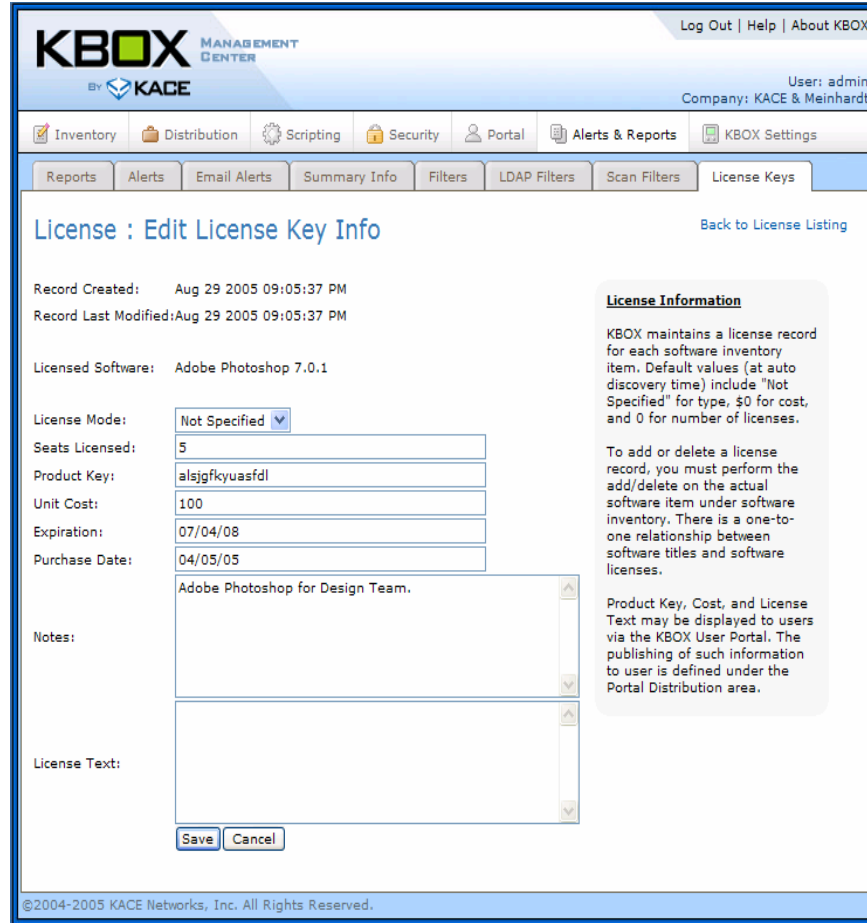 Log Out | Help | About KBOX
KBOX MANAGEMENT CENTER
BY KACE
User: admin
Company: KACE & Meinhardt
Inventory Distribution Scripting Security Portal Alerts & Reports KBOX Settings
Reports Alerts Email Alerts Summary Info Filters LDAP Filters Scan Filters License Keys
License : Edit License Key Info
Back to License Listing
Record Created: Aug 29 2005 09:05:37 PM
Record Last Modified:Aug 29 2005 09:05:37 PM
Licensed Software: Adobe Photoshop 7.0.1
License Mode: Not Specified
Seats Licensed: 5
Product Key: alsjgfkyuasfdl
Unit Cost: 100
Expiration: 07/04/08
Purchase Date: 04/05/05
Notes: Adobe Photoshop for Design Team.
License Text:
Save Cancel
License Information
KBOX maintains a license record
for each software inventory
item. Default values (at auto
discovery time) include "Not
Specified" for type, $0 for cost,
and 0 for number of licenses.
To add or delete a license
record, you must perform the
add/delete on the actual
software item under software
inventory. There is a one-to-
one relationship between
software titles and software
licenses.
Product Key, Cost, and License
Text may be displayed to users
via the KBOX User Portal. The
publishing of such information
to user is defined under the
Portal Distribution area.
©2004-2005 KACE Networks, Inc. All Rights Reserved.